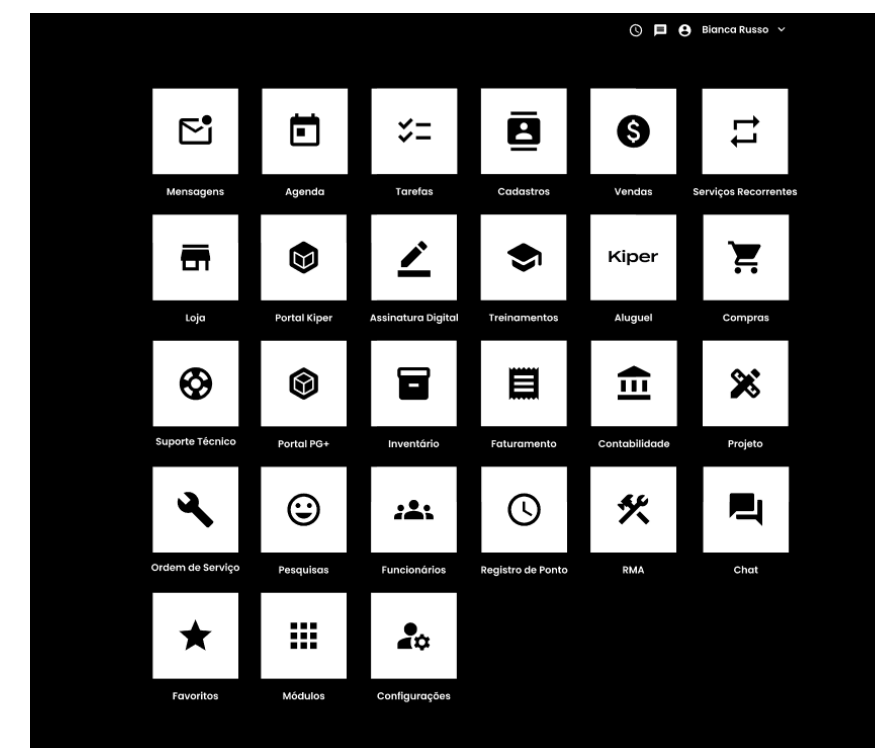 Bianca Russo
Mensagens
Agenda
Tarefas
Cadastros
Vendas
Serviços Recorrentes
Kiper
Loja
Portal Kiper
Assinatura Digital
Treinamentos
Aluguel
Compras
Suporte Técnico
Portal PG+
Inventário
Faturamento
Contabilidade
Projeto
Ordem de Serviço
Pesquisas
Funcionários
Registro de Ponto
RMA
Chat
Favoritos
Módulos
Configurações